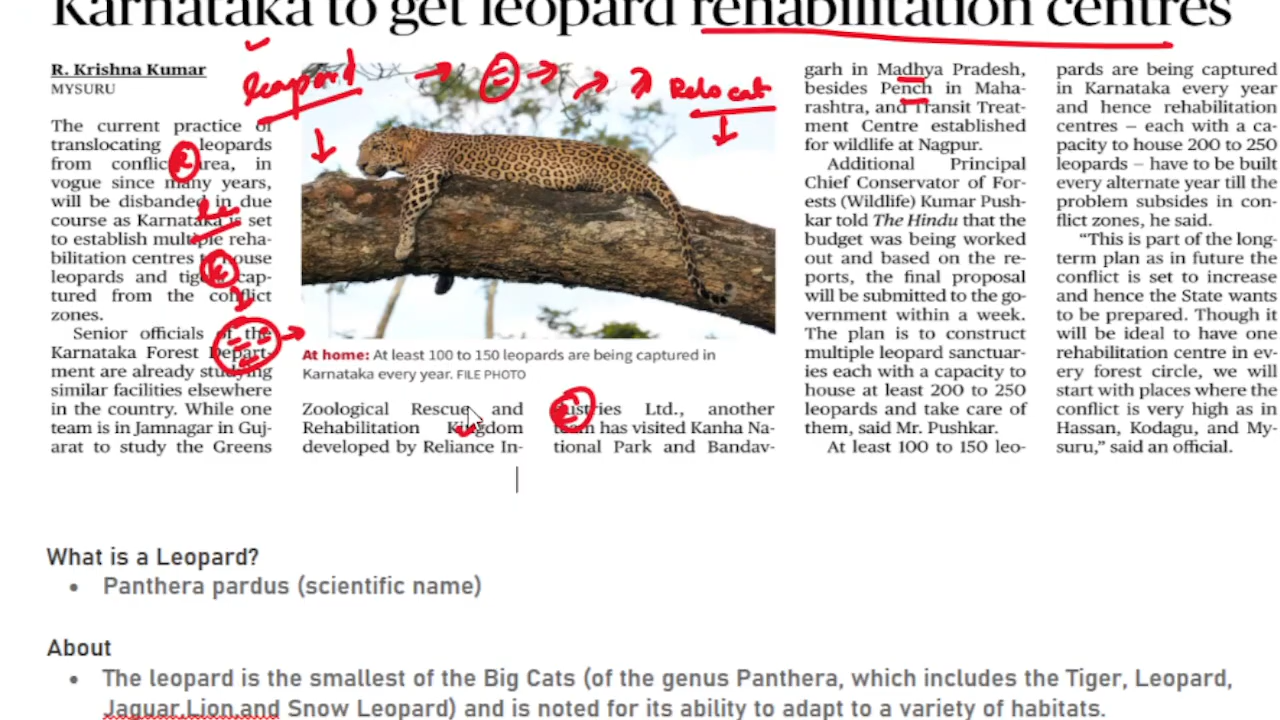 Karnataka to get leopard rehabilitation centres
R. Krishna Kumar
MYSURU
The current practice of
translocating leopards
from conflict area, in
vogue since many years,
will be disbanded in due
course as Karnataka is set
to establish multiple reha-
bilitation centres to house
leopards and tigers cap-
tured from the conflict
zones.
Senior officials of the
Karnataka Forest Depart-
ment are already studying
similar facilities elsewhere
in the country. While one
team is in Jamnagar in Guj-
arat to study the Greens
leopard
Relocat
At home: At least 100 to 150 leopards are being captured in
Karnataka every year. FILE PHOTO
Zoological Rescue and
Rehabilitation Kingdom
developed by Reliance In-
dustries Ltd., another
team has visited Kanha Na-
tional Park and Bandav-
garh in Madhya Pradesh,
besides Pench in Maha-
rashtra, and Transit Treat-
ment Centre established
for wildlife at Nagpur.
Additional Principal
Chief Conservator of For-
ests (Wildlife) Kumar Push-
kar told The Hindu that the
budget was being worked
out and based on the re-
ports, the final proposal
will be submitted to the go-
vernment within a week.
The plan is to construct
multiple leopard sanctuar-
ies each with a capacity to
house at least 200 to 250
leopards and take care of
them, said Mr. Pushkar.
At least 100 to 150 leo-
pards are being captured
in Karnataka every year
and hence rehabilitation
centres – each with a ca-
pacity to house 200 to 250
leopards – have to be built
every alternate year till the
problem subsides in con-
flict zones, he said.
“This is part of the long-
term plan as in future the
conflict is set to increase
and hence the State wants
to be prepared. Though it
will be ideal to have one
rehabilitation centre in ev-
ery forest circle, we will
start with places where the
conflict is very high as in
Hassan, Kodagu, and My-
suru,” said an official.
What is a Leopard?
• Panthera pardus (scientific name)
About
• The leopard is the smallest of the Big Cats (of the genus Panthera, which includes the Tiger, Leopard,
Jaguar,Lion,and Snow Leopard) and is noted for its ability to adapt to a variety of habitats.